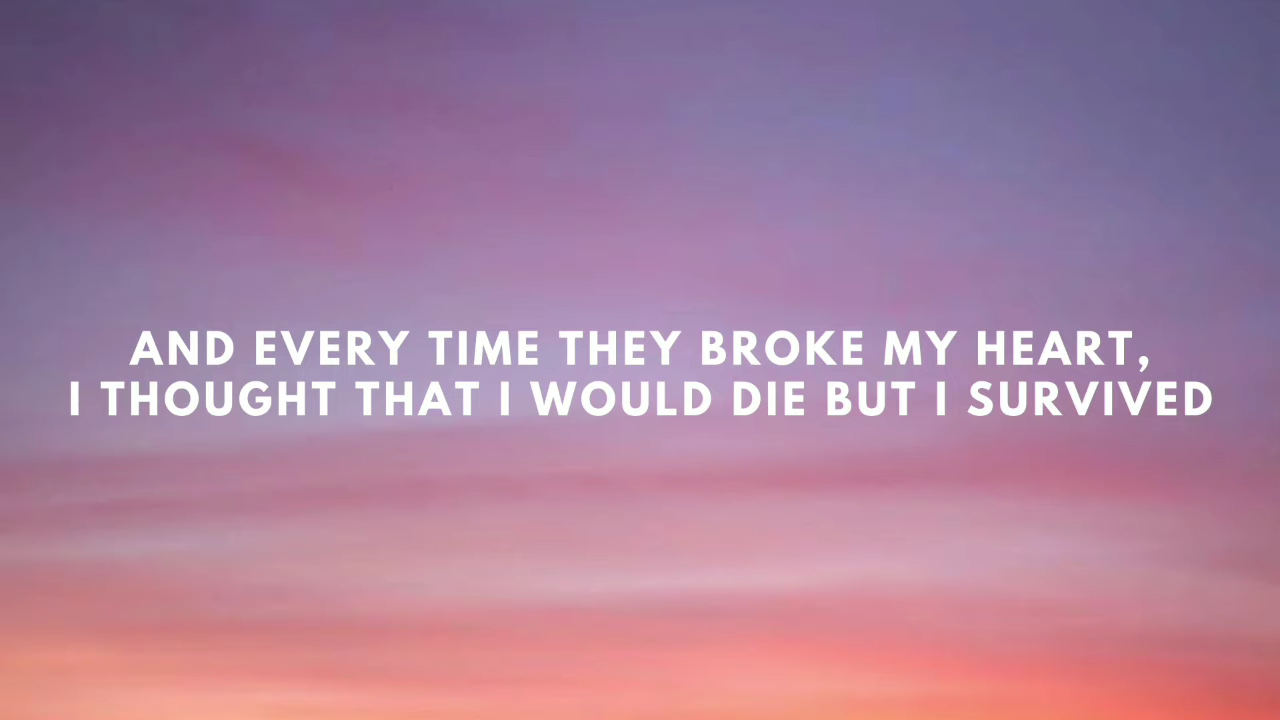 AND EVERY TIME THEY BROKE MY HEART,
I THOUGHT THAT I WOULD DIE BUT I SURVIVED